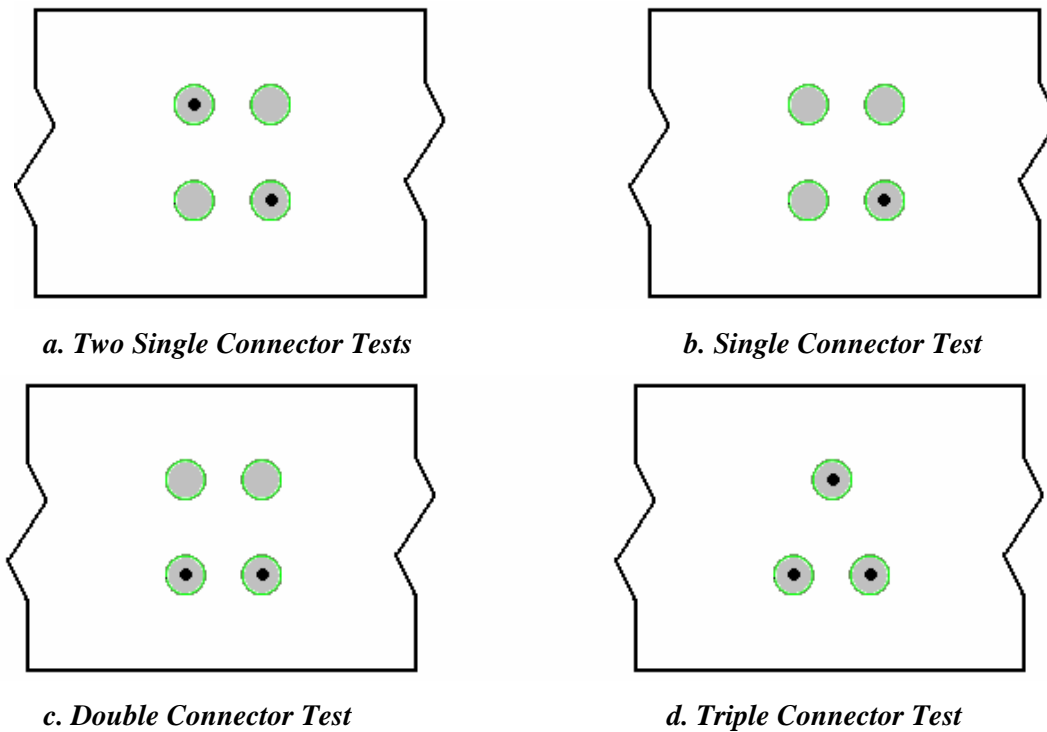 a. Two Single Connector Tests
b. Single Connector Test
c. Double Connector Test
d. Triple Connector Test